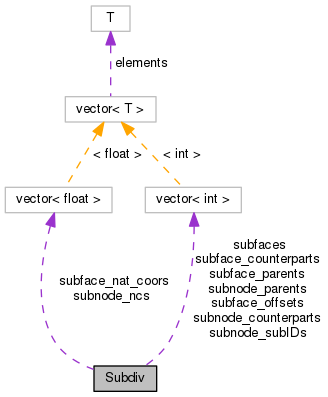 T
elements
vector< T >
< float >
< int >
vector< float >
vector< int >
subface_nat_coors
subnode_ncs
subfaces
subface_counterparts
subface_parents
subnode_parents
subface_offsets
subnode_counterparts
subnode_subIDs
Subdiv